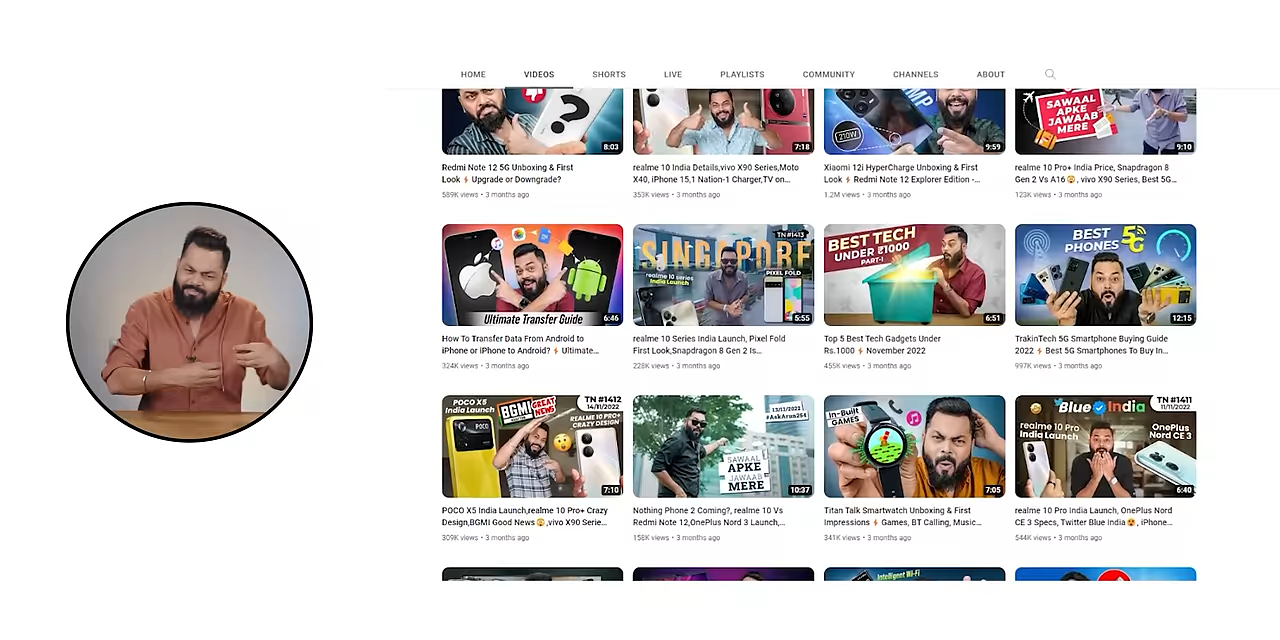 HOME VIDEOS SHORTS LIVE PLAYLISTS COMMUNITY CHANNELS ABOUT
?
210W
SAWAAL
APKE
JAWAAB
MERE
8:03
7:18
9:59
9:10
Redmi Note 12 5G Unboxing & First
Look ⚡ Upgrade or Downgrade?
589K views • 3 months ago
realme 10 India Details,vivo X90 Series,Moto
X40, iPhone 15,1 Nation-1 Charger,TV on...
353K views • 3 months ago
Xiaomi 12i HyperCharge Unboxing & First
Look ⚡ Redmi Note 12 Explorer Edition -...
1.2M views • 3 months ago
realme 10 Pro+ India Price, Snapdragon 8
Gen 2 Vs A16 😱, vivo X90 Series, Best 5G...
123K views • 3 months ago
Ultimate Transfer Guide
6:46
TN #1413
SINGAPORE
realme 10 series
India Launch
PIXEL FOLD
5:55
BEST TECH
UNDER ₹1000
PART-1
6:51
BEST
PHONES 5G
12:15
How To Transfer Data From Android to
iPhone or iPhone to Android? ⚡ Ultimate...
324K views • 3 months ago
realme 10 Series India Launch, Pixel Fold
First Look,Snapdragon 8 Gen 2 Is...
228K views • 3 months ago
Top 5 Best Tech Gadgets Under
Rs.1000 ⚡ November 2022
455K views • 3 months ago
TrakinTech 5G Smartphone Buying Guide
2022 ⚡ Best 5G Smartphones To Buy In...
997K views • 3 months ago
POCO X5
India Launch
BGMI GREAT
NEWS
TN #1412
14/11/2022
REALME 10 PRO+
CRAZY DESIGN
POCO
7:10
13/11/2022
#AskArun254
SAWAAL
APKE
JAWAAB
MERE
10:37
In-Built
GAMES
7:05
Blue India
TN #1411
11/11/2022
realme 10 Pro
India Launch
OnePlus
Nord CE 3
6:40
POCO X5 India Launch,realme 10 Pro+ Crazy
Design,BGMI Good News 😱,vivo X90 Serie...
309K views • 3 months ago
Nothing Phone 2 Coming?, realme 10 Vs
Redmi Note 12,OnePlus Nord 3 Launch,...
158K views • 3 months ago
Titan Talk Smartwatch Unboxing & First
Impressions ⚡ Games, BT Calling, Music...
341K views • 3 months ago
realme 10 Pro India Launch, OnePlus Nord
CE 3 Specs, Twitter Blue India 😍, iPhone...
544K views • 3 months ago
Intelligent Wi-Fi